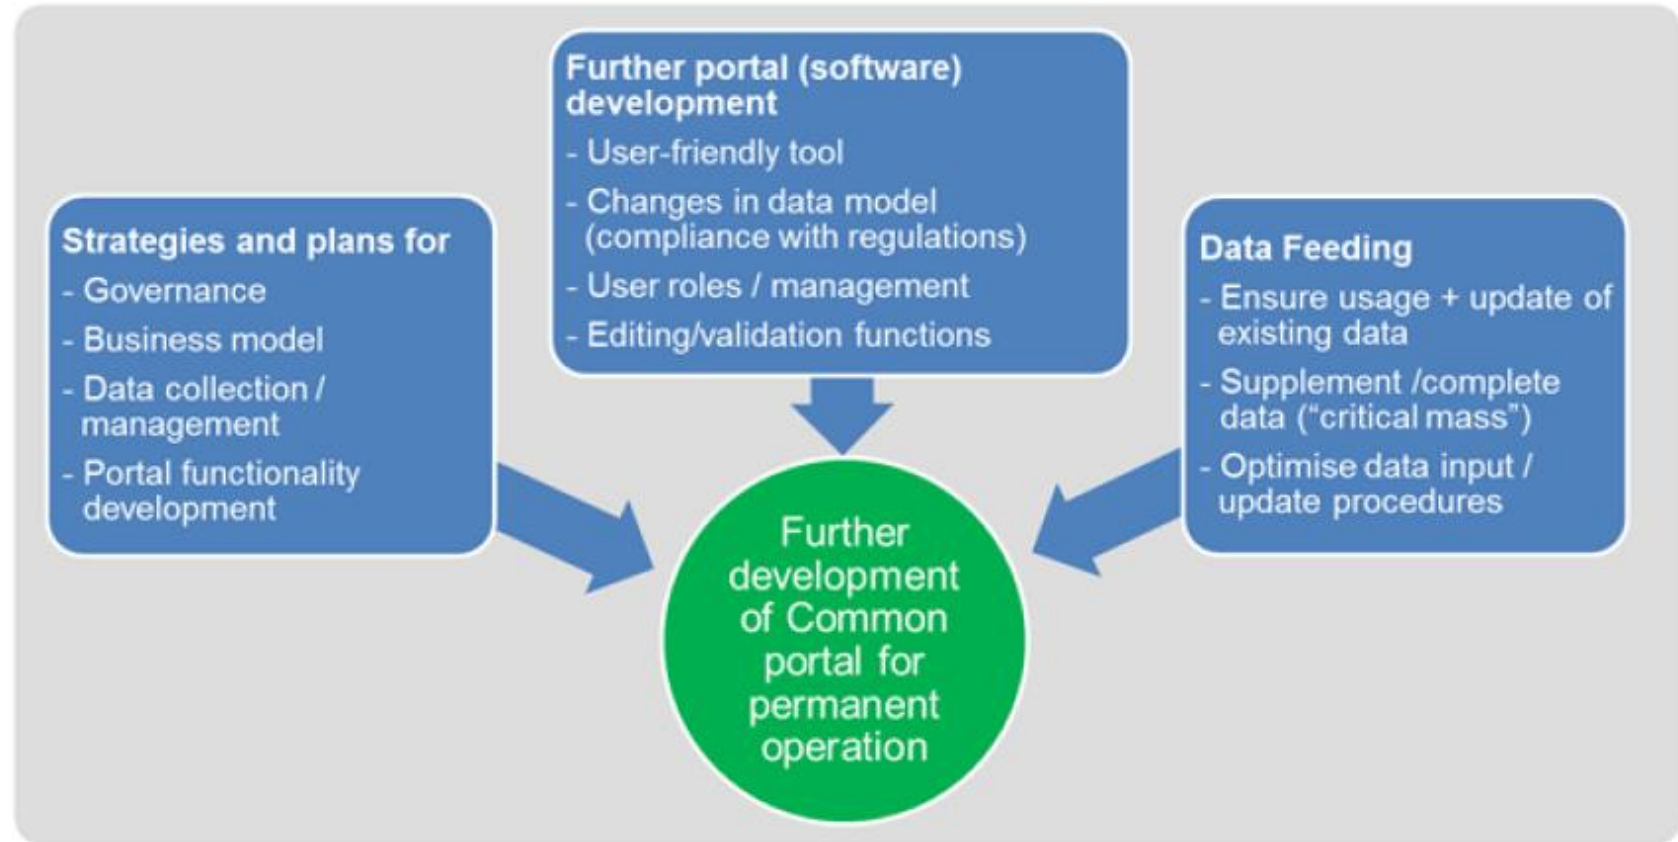 Further portal (software)
development
- User-friendly tool
- Changes in data model
(compliance with regulations)
- User roles / management
- Editing/validation functions
Strategies and plans for
- Governance
- Business model
- Data collection /
management
- Portal functionality
development
Data Feeding
- Ensure usage + update of
existing data
- Supplement /complete
data (“critical mass”)
- Optimise data input /
update procedures
Further
development
of Common
portal for
permanent
operation